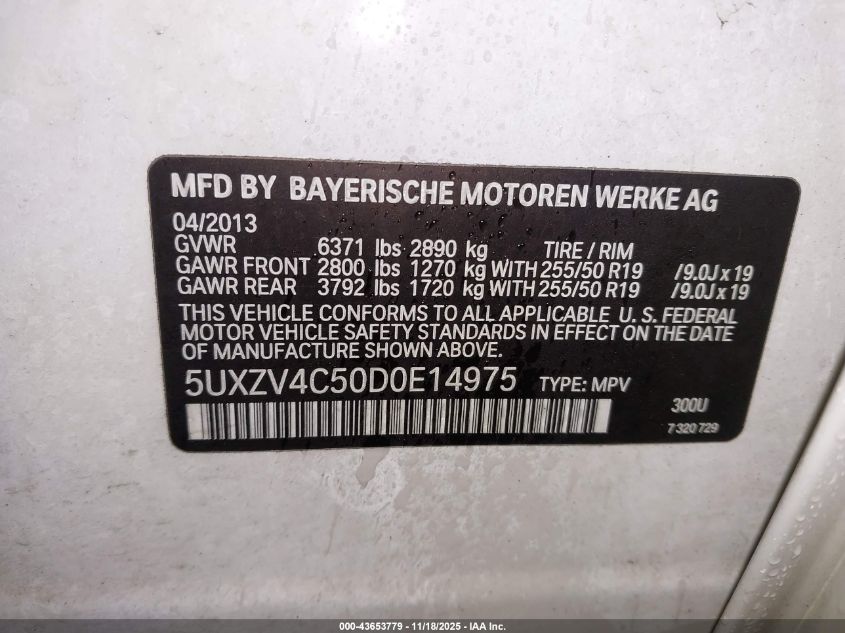 MFD BY BAYERISCHE MOTOREN WERKE AG
04/2013
GVWR 6371 lbs 2890 kg TIRE / RIM
GAWR FRONT 2800 lbs 1270 kg WITH 255/50 R19 /9.0J x 19
GAWR REAR 3792 lbs 1720 kg WITH 255/50 R19 /9.0J x 19
THIS VEHICLE CONFORMS TO ALL APPLICABLE U. S. FEDERAL
MOTOR VEHICLE SAFETY STANDARDS IN EFFECT ON THE DATE
OF MANUFACTURE SHOWN ABOVE.
5UXZV4C50D0E14975 TYPE: MPV
300U
7 320 729
000-43653779 - 11/18/2025 - IAA Inc.